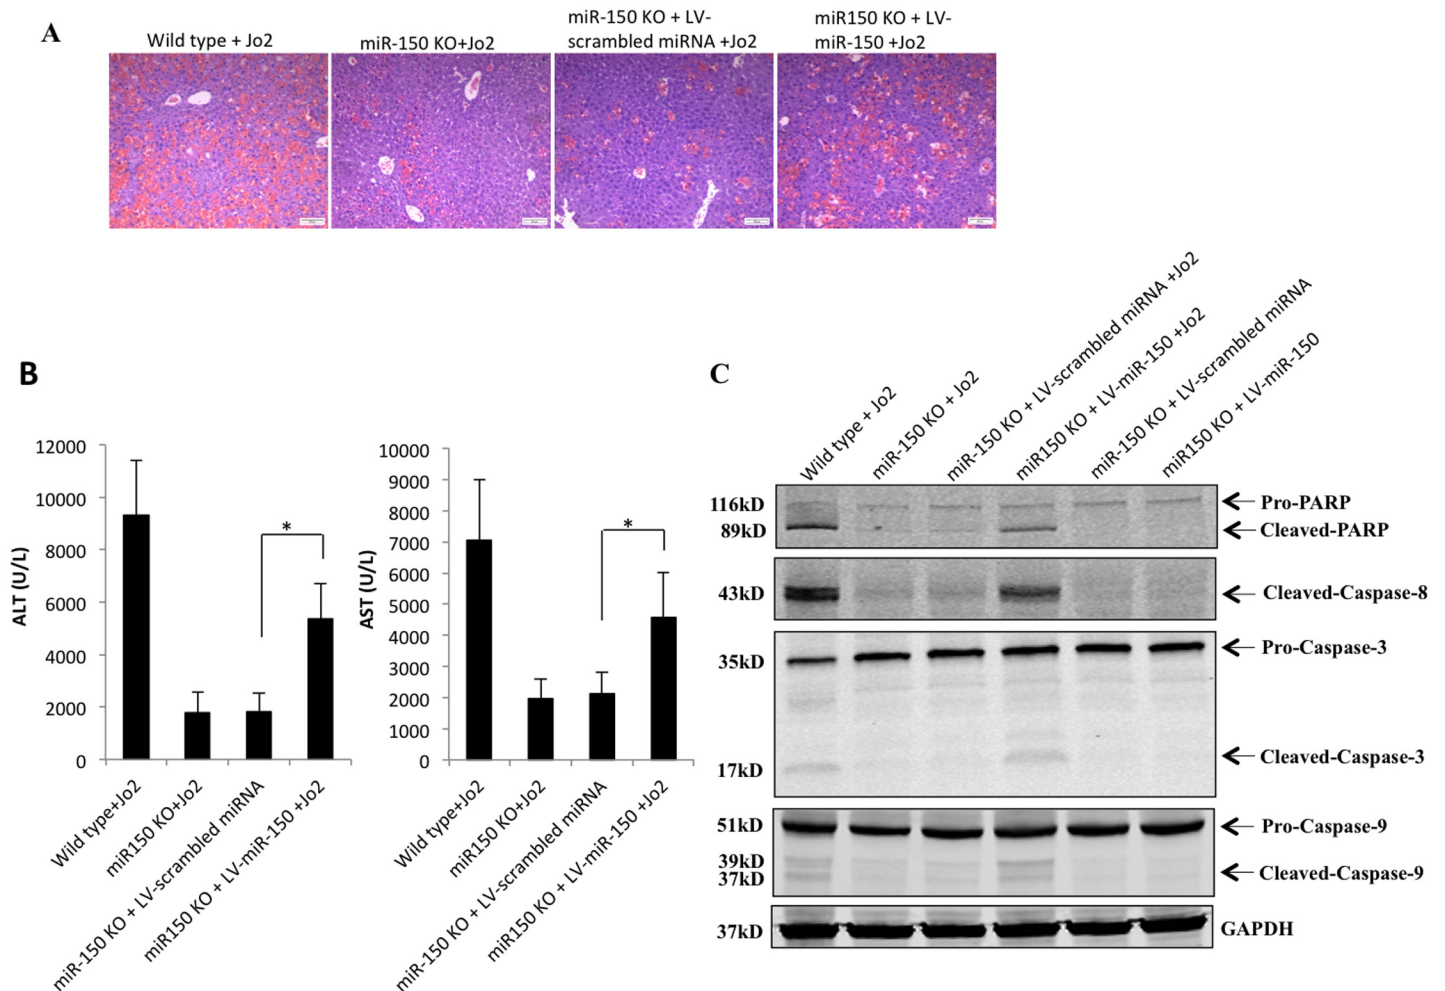 A
Wild type + Jo2
miR-150 KO+Jo2
miR-150 KO + LV-
scrambled miRNA +Jo2
miR150 KO + LV-
miR-150 +Jo2
B
ALT (U/L)
12000
10000
8000
6000
4000
2000
0
*
Wild type+Jo2
miR150 KO+Jo2
miR-150 KO + LV-scrambled miRNA
miR150 KO + LV-miR-150 +Jo2
AST (U/L)
10000
9000
8000
7000
6000
5000
4000
3000
2000
1000
0
*
Wild type+Jo2
miR150 KO+Jo2
miR-150 KO + LV-scrambled miRNA
miR-150 KO + LV-miR-150 +Jo2
C
Wild type + Jo2
miR-150 KO + Jo2
miR-150 KO + LV-scrambled miRNA +Jo2
miR150 KO + LV-miR-150 +Jo2
miR-150 KO + LV-scrambled miRNA
miR150 KO + LV-miR-150
116kD
Pro-PARP
89kD
Cleaved-PARP
43kD
Cleaved-Caspase-8
35kD
Pro-Caspase-3
17kD
Cleaved-Caspase-3
51kD
Pro-Caspase-9
39kD
37kD
Cleaved-Caspase-9
37kD
GAPDH